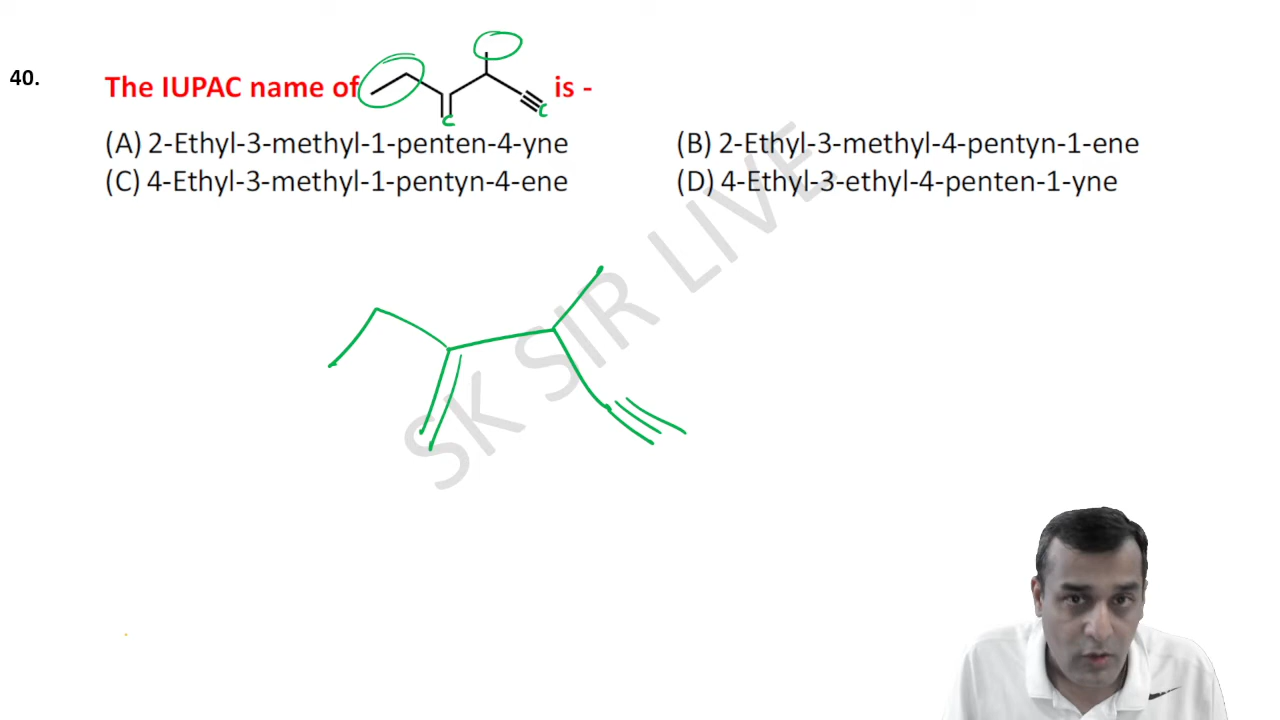 40. The IUPAC name of is -
c c
(A) 2-Ethyl-3-methyl-1-penten-4-yne (B) 2-Ethyl-3-methyl-4-pentyn-1-ene
(C) 4-Ethyl-3-methyl-1-pentyn-4-ene (D) 4-Ethyl-3-ethyl-4-penten-1-yne
SK SIR LIVE